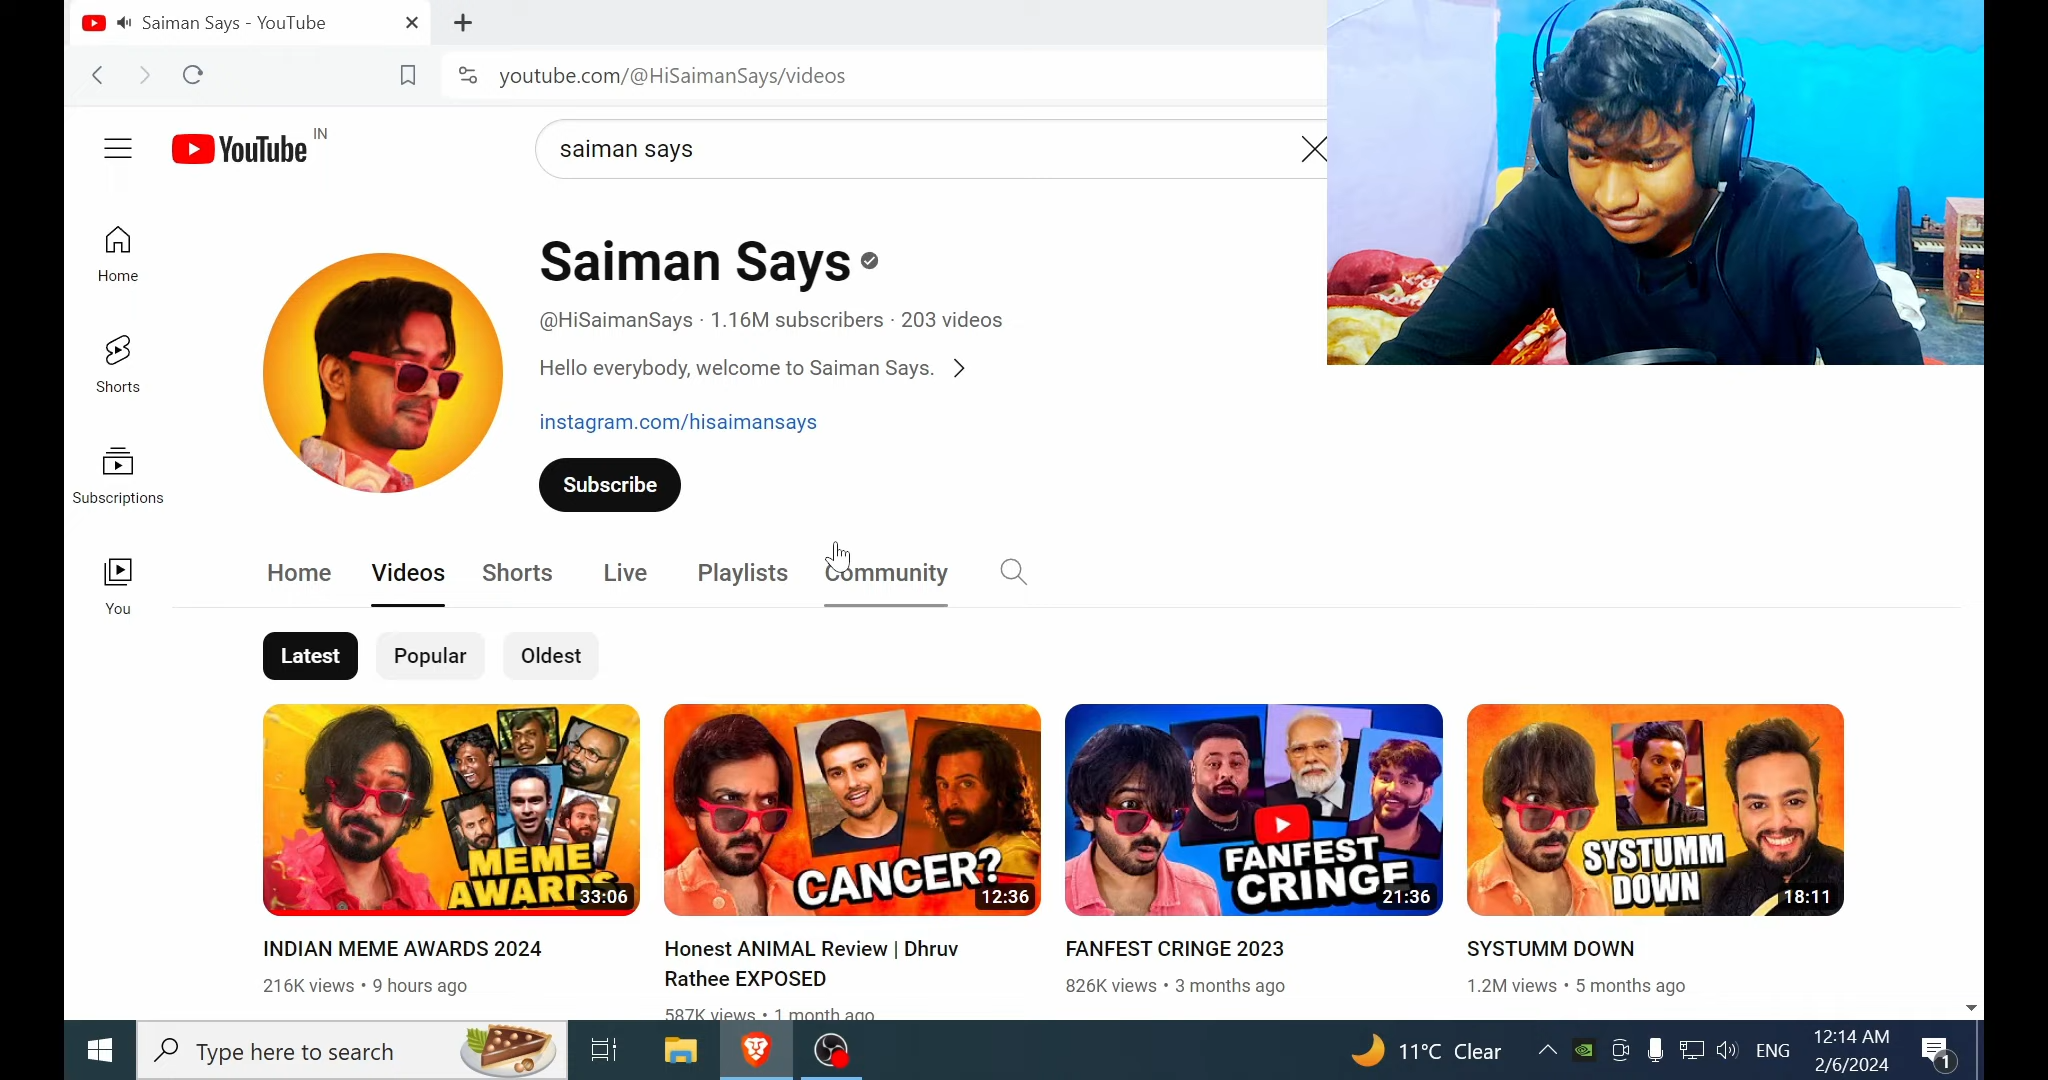 Saiman Says - YouTube
youtube.com/@HiSaimanSays/videos
YouTube
IN
saiman says
Home
Shorts
Subscriptions
You
Saiman Says
@HiSaimanSays · 1.16M subscribers · 203 videos
Hello everybody, welcome to Saiman Says.
instagram.com/hisaimansays
Subscribe
Home Videos Shorts Live Playlists Community
Latest Popular Oldest
MEME
AWARDS
33:06
CANCER?
12:36
FANFEST
CRINGE
21:36
SYSTUMM
DOWN
18:11
INDIAN MEME AWARDS 2024
216K views • 9 hours ago
Honest ANIMAL Review | Dhruv
Rathee EXPOSED
587K views • 1 month ago
FANFEST CRINGE 2023
826K views • 3 months ago
SYSTUMM DOWN
1.2M views • 5 months ago
Type here to search
11°C Clear
ENG
12:14 AM
2/6/2024
1